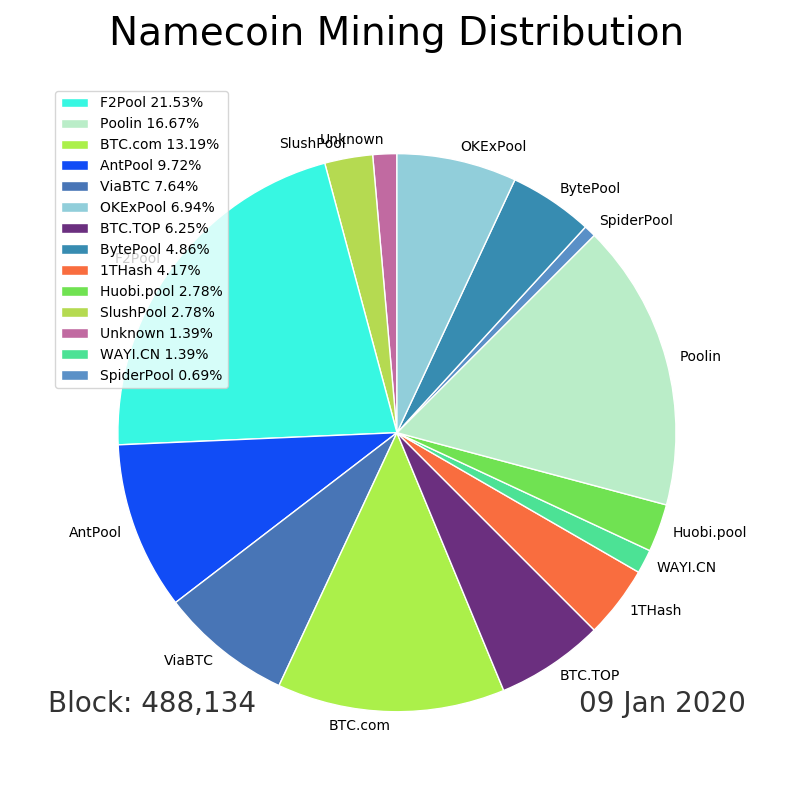 Namecoin Mining Distribution
F2Pool 21.53%
Poolin 16.67%
BTC.com 13.19%
AntPool 9.72%
ViaBTC 7.64%
OKExPool 6.94%
BTC.TOP 6.25%
BytePool 4.86%
1THash 4.17%
Huobi.pool 2.78%
SlushPool 2.78%
Unknown 1.39%
WAYI.CN 1.39%
SpiderPool 0.69%
SlushPool
Unknown
OKExPool
BytePool
SpiderPool
F2Pool
Poolin
AntPool
Huobi.pool
WAYI.CN
1THash
ViaBTC
BTC.TOP
BTC.com
Block: 488,134
09 Jan 2020